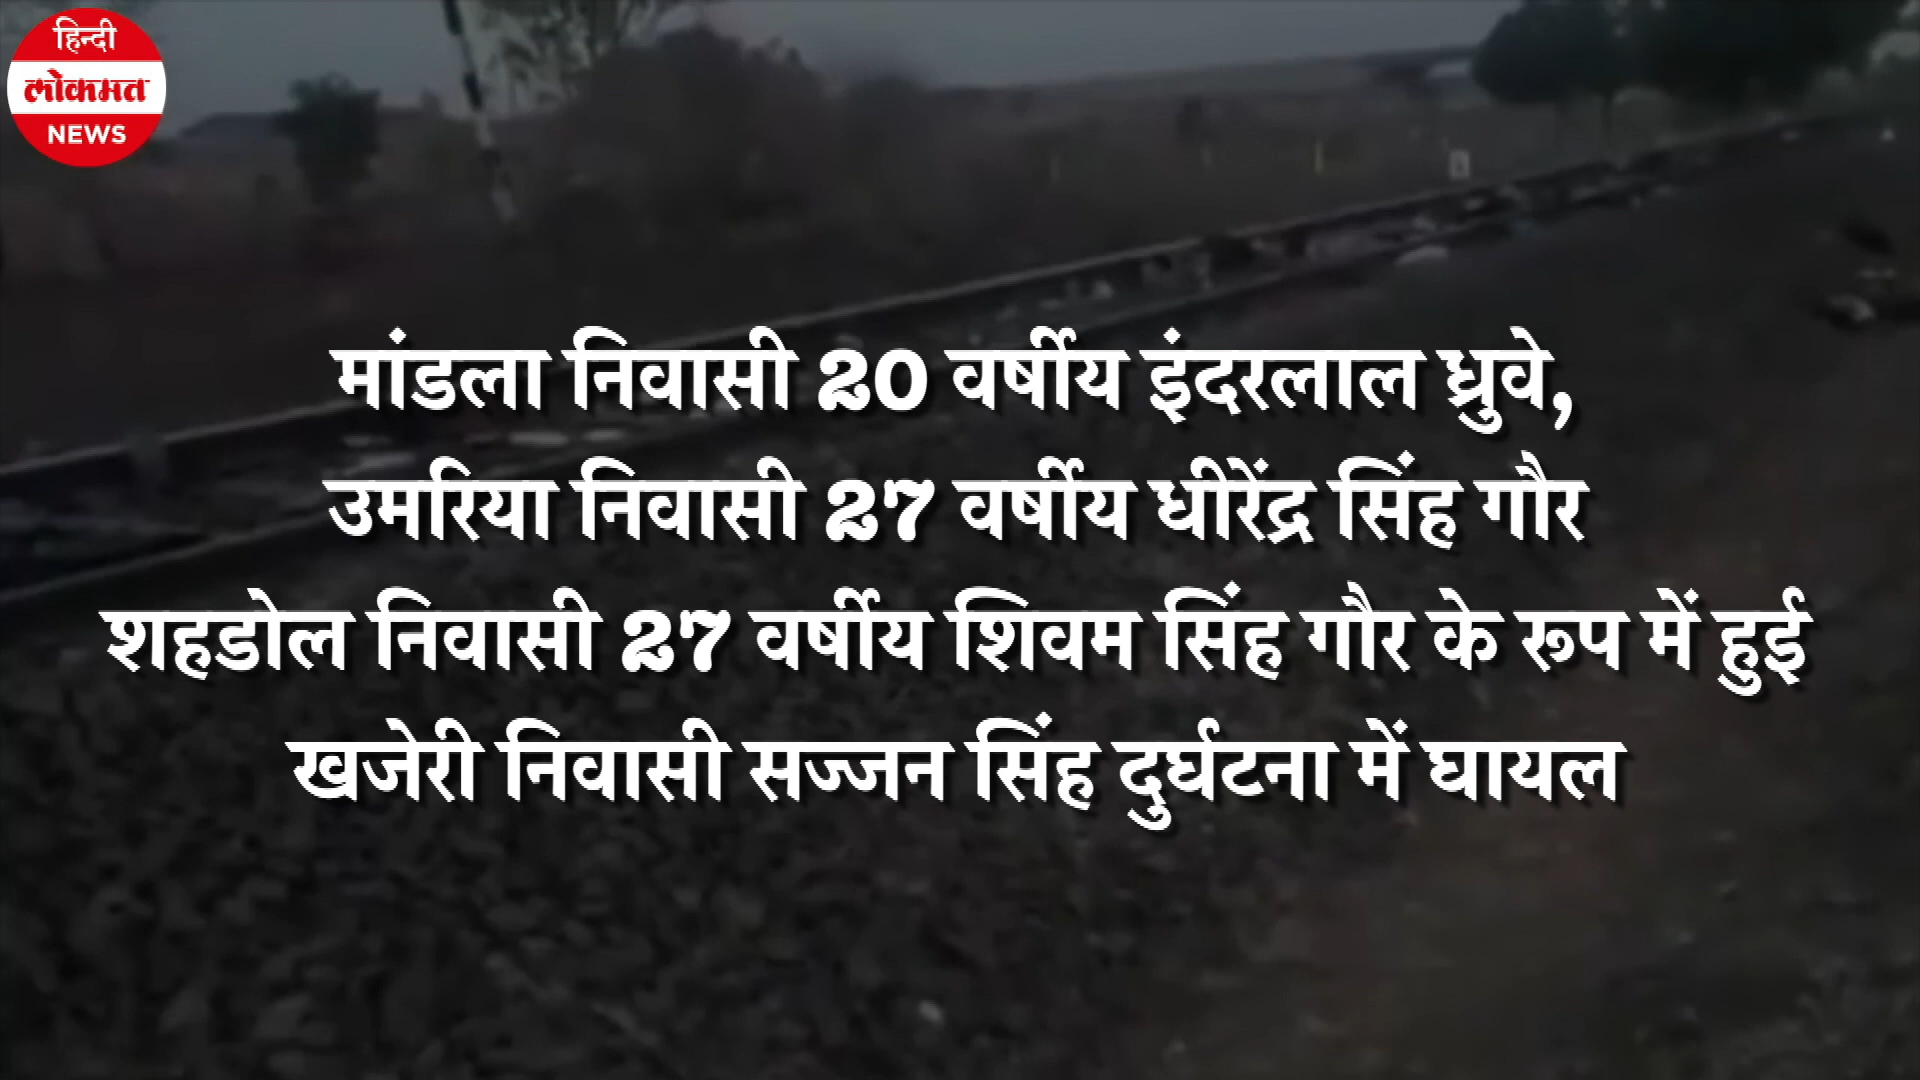 हिन्दी
लोकमत
NEWS
मांडला निवासी 20 वर्षीय इंदरलाल ध्रुवे,
उमरिया निवासी 27 वर्षीय धीरेंद्र सिंह गौर
शहडोल निवासी 27 वर्षीय शिवम सिंह गौर के रूप में हुई
खजेरी निवासी सज्जन सिंह दुर्घटना में घायल